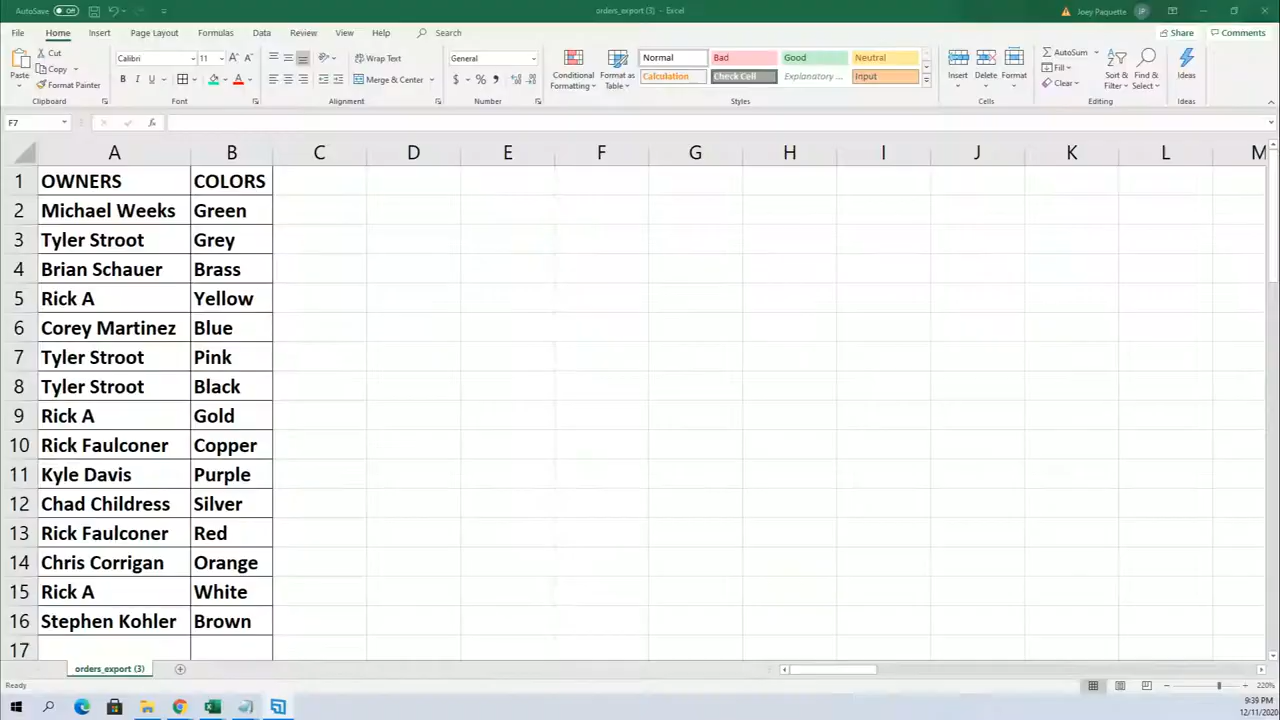 AutoSave Off
orders_export (3) - Excel
Joey Paquette JP
File Home Insert Page Layout Formulas Data Review View Help Search
Share Comments
Paste
Cut
Copy
Format Painter
Clipboard
Calibri 11
B I U
Font
Wrap Text
Merge & Center
Alignment
General
$ % ,
Number
Conditional Formatting
Format as Table
Normal Bad Good Neutral
Calculation Check Cell Explanatory ... Input
Styles
Insert Delete Format
Cells
AutoSum
Fill
Clear
Sort & Filter
Find & Select
Editing
Ideas
Ideas
F7 fx
A B C D E F G H I J K L M
1 OWNERS COLORS
2 Michael Weeks Green
3 Tyler Stroot Grey
4 Brian Schauer Brass
5 Rick A Yellow
6 Corey Martinez Blue
7 Tyler Stroot Pink
8 Tyler Stroot Black
9 Rick A Gold
10 Rick Faulconer Copper
11 Kyle Davis Purple
12 Chad Childress Silver
13 Rick Faulconer Red
14 Chris Corrigan Orange
15 Rick A White
16 Stephen Kohler Brown
17
orders_export (3)
Ready
220%
9:39 PM
12/11/2020